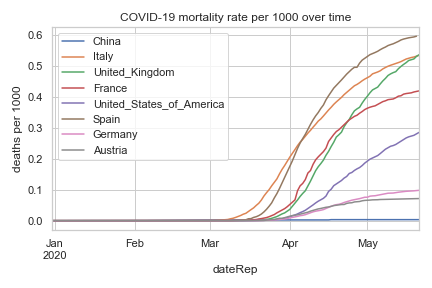 COVID-19 mortality rate per 1000 over time
deaths per 1000
0.6
0.5
0.4
0.3
0.2
0.1
0.0
China
Italy
United_Kingdom
France
United_States_of_America
Spain
Germany
Austria
Jan
2020
Feb
Mar
Apr
May
dateRep